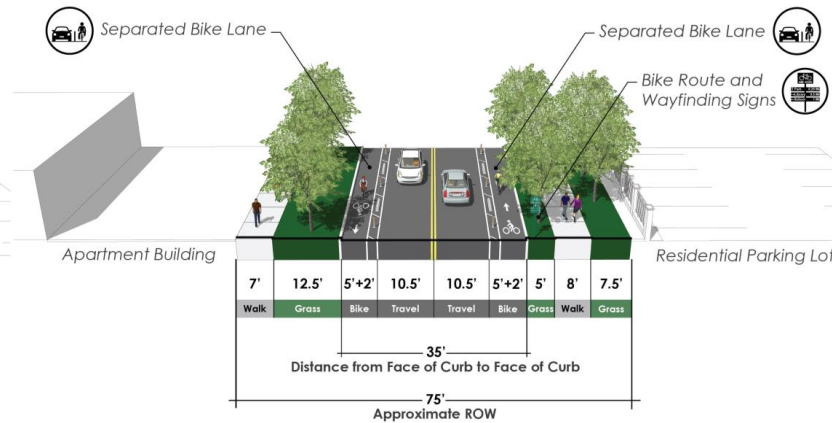 Separated Bike Lane
Separated Bike Lane
Bike Route and
Wayfinding Signs
Apartment Building
Residential Parking Lot
7' 12.5' 5'+2' 10.5' 10.5' 5'+2' 5' 8' 7.5'
Walk Grass Bike Travel Travel Bike Grass Walk Grass
35'
Distance from Face of Curb to Face of Curb
75'
Approximate ROW